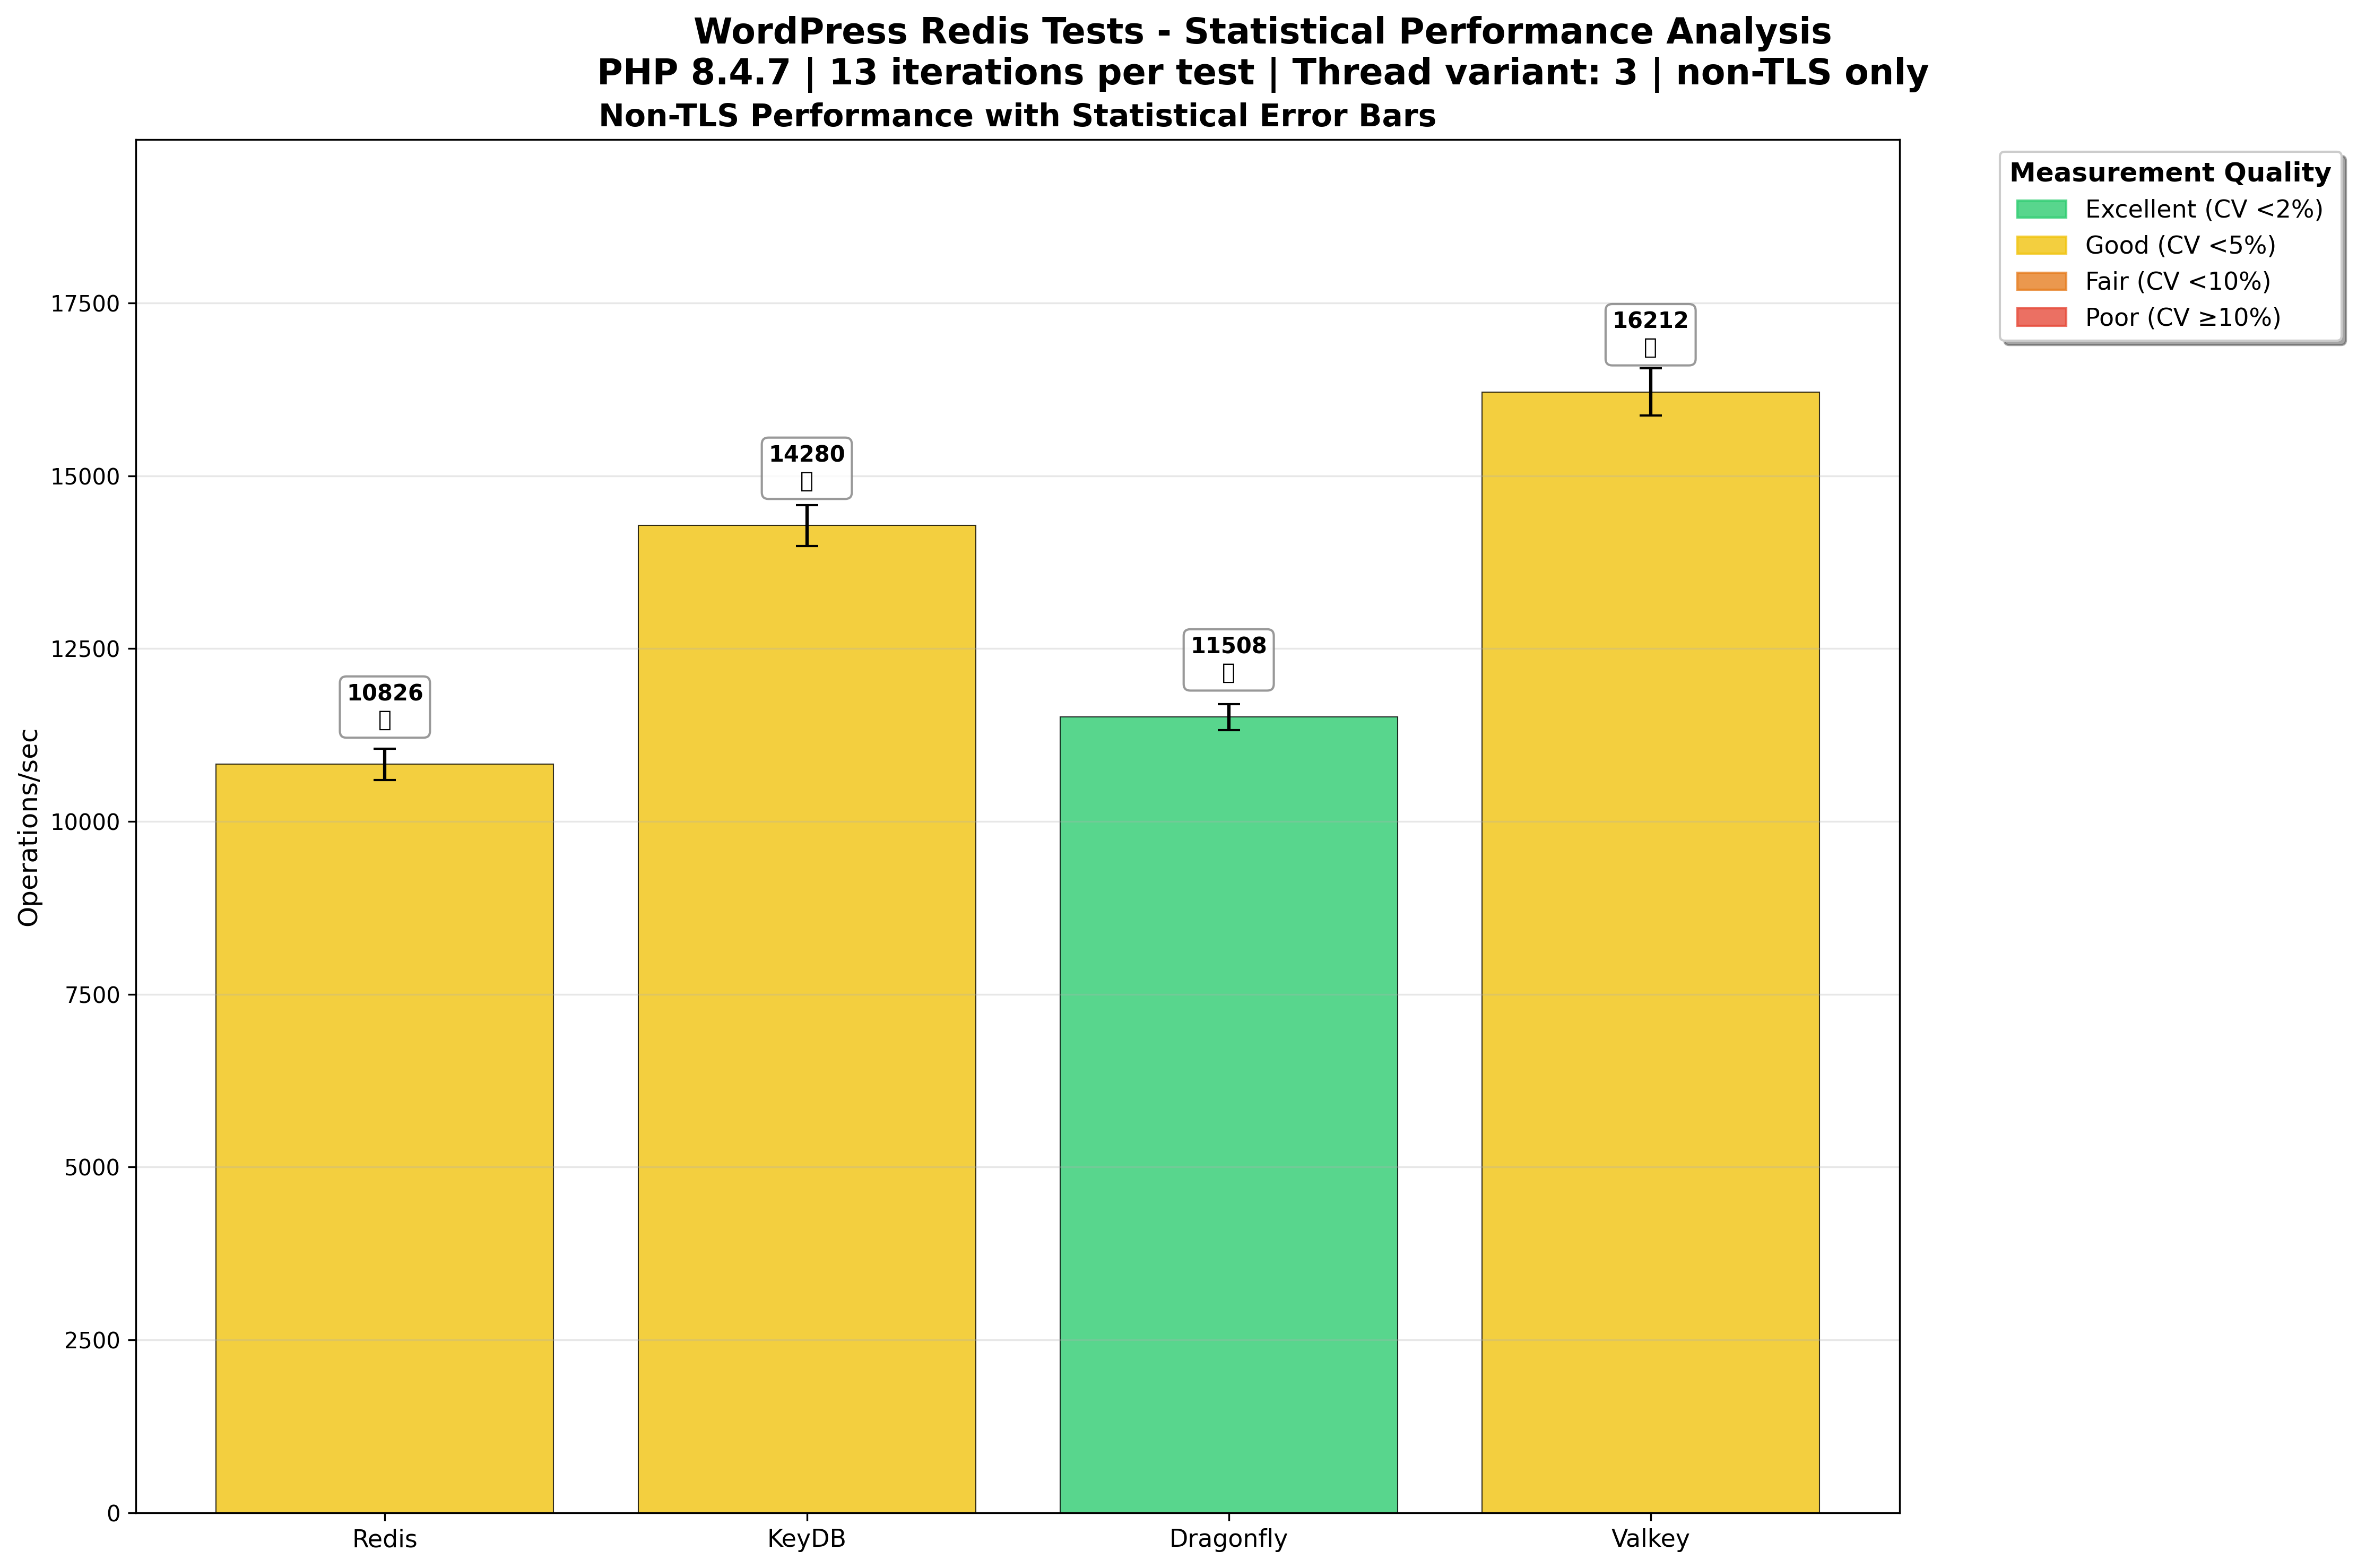 WordPress Redis Tests - Statistical Performance Analysis
PHP 8.4.7 | 13 iterations per test | Thread variant: 3 | non-TLS only
Non-TLS Performance with Statistical Error Bars
Measurement Quality
Excellent (CV <2%)
Good (CV <5%)
Fair (CV <10%)
Poor (CV ≥10%)
Operations/sec
17500
15000
12500
10000
7500
5000
2500
0
10826
14280
11508
16212
Redis
KeyDB
Dragonfly
Valkey